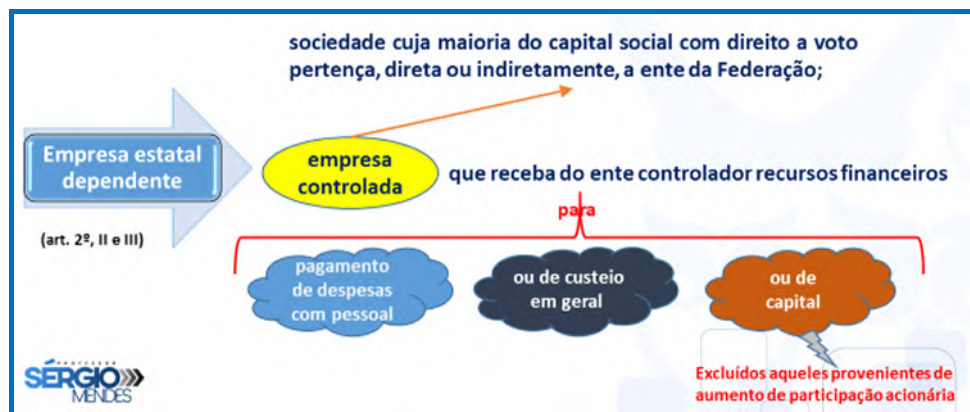 sociedade cuja maioria do capital social com direito a voto
pertença, direta ou indiretamente, a ente da Federação;
Empresa estatal
dependente
(art. 2º, II e III)
empresa
controlada
que receba do ente controlador recursos financeiros
para
pagamento
de despesas
com pessoal
ou de custeio
em geral
ou de
capital
Excluídos aqueles provenientes de
aumento de participação acionária
PROFESSOR
SÉRGIO
MENDES